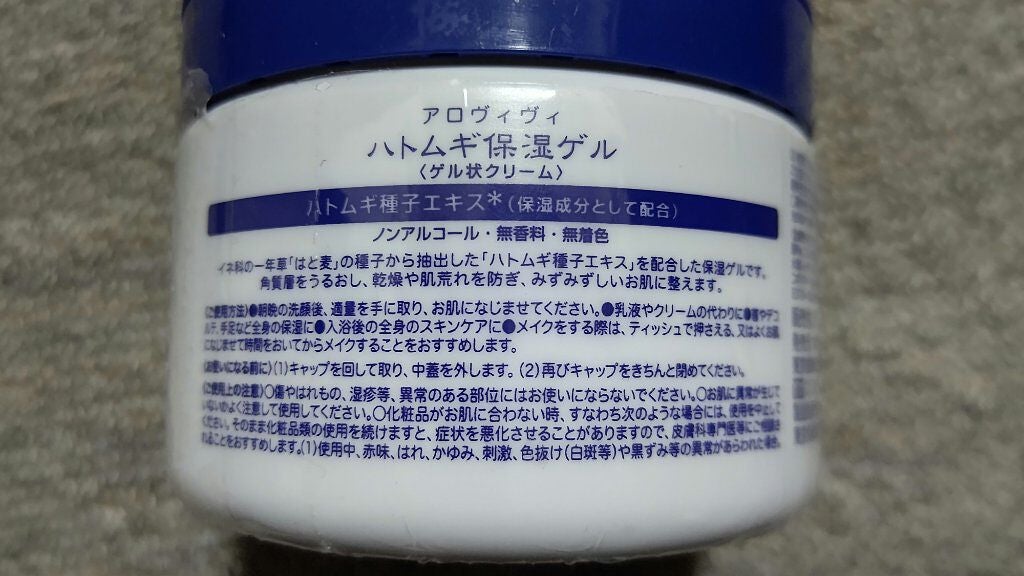 アロヴィヴィ
ハトムギ保湿ゲル
〈ゲル状クリーム〉
ハトムギ種子エキス*(保湿成分として配合)
ノンアルコール・無香料・無着色
イネ科の一年草「はと麦」の種子から抽出した「ハトムギ種子エキス」を配合した保湿ゲルです。
角質層をうるおし、乾燥や肌荒れを防ぎ、みずみずしいお肌に整えます。
〈ご使用方法〉●朝晩の洗顔後、適量を手に取り、お肌になじませてください。●乳液やクリームの代わりに●首やデコ
ルテ、手足など全身の保湿に●入浴後の全身のスキンケアに●メイクをする際は、ティッシュで押さえる、又はよくお肌
になじませて時間をおいてからメイクすることをおすすめします。
〈お使いになる前に〉(1)キャップを回して取り、中蓋を外します。(2)再びキャップをきちんと閉めてください。
〈ご使用上の注意〉○傷やはれもの、湿疹等、異常のある部位にはお使いにならないでください。○お肌に異常が生じて
いないかよく注意して使用してください。○化粧品がお肌に合わない時、すなわち次のような場合には、使用を中止して
ください。そのまま化粧品類の使用を続けますと、症状を悪化させることがありますので、皮膚科専門医等にご相談さ
れることをおすすめします。(1)使用中、赤味、はれ、かゆみ、刺激、色抜け(白斑等)や黒ずみ等の異常があらわれた場合。